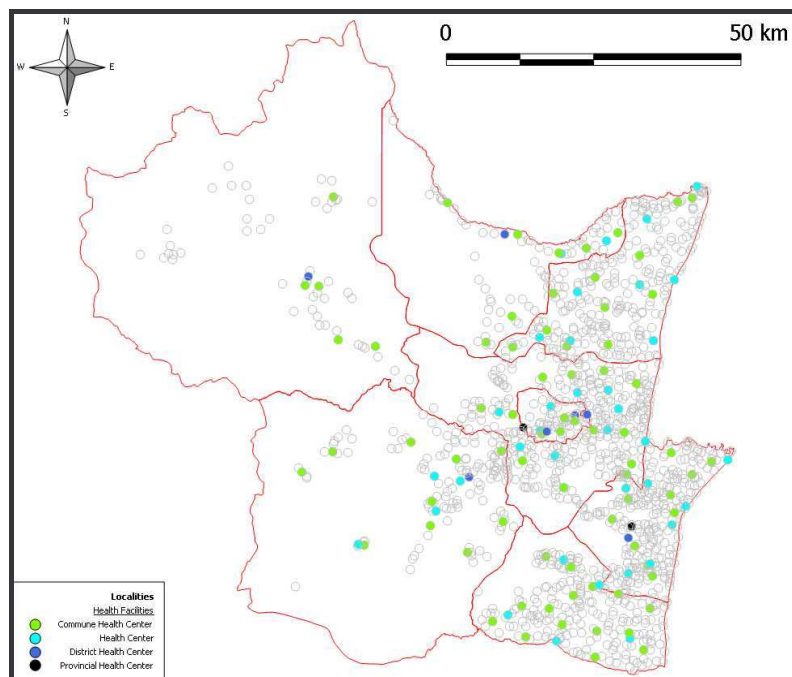 N
W
E
S
0
50 km
Localities
Health Facilities
Commune Health Center
Health Center
District Health Center
Provincial Health Center